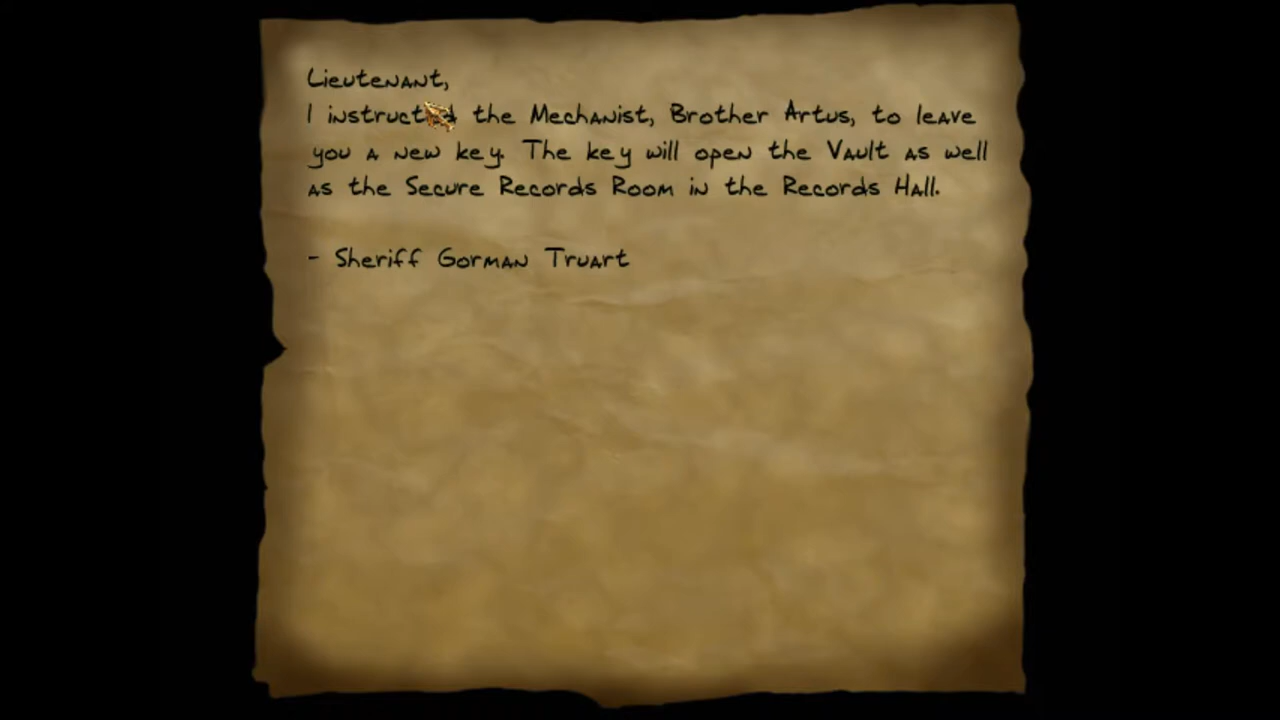 Lieutenant,
I instructed the Mechanist, Brother Artus, to leave
you a new key. The key will open the Vault as well
as the Secure Records Room in the Records Hall.
- Sheriff Gorman Truart